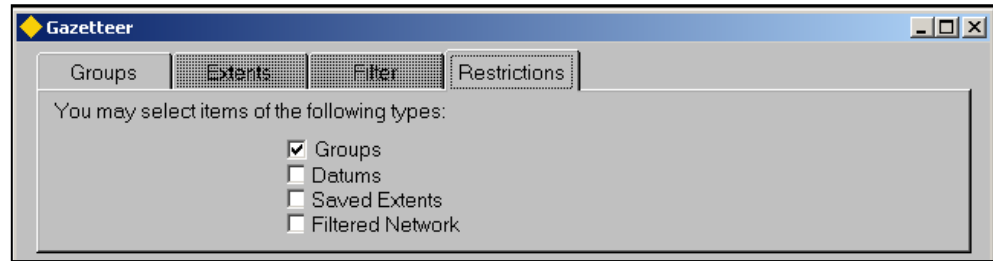 Gazetteer
Groups Extents Filter Restrictions
You may select items of the following types:
Groups
Datums
Saved Extents
Filtered Network